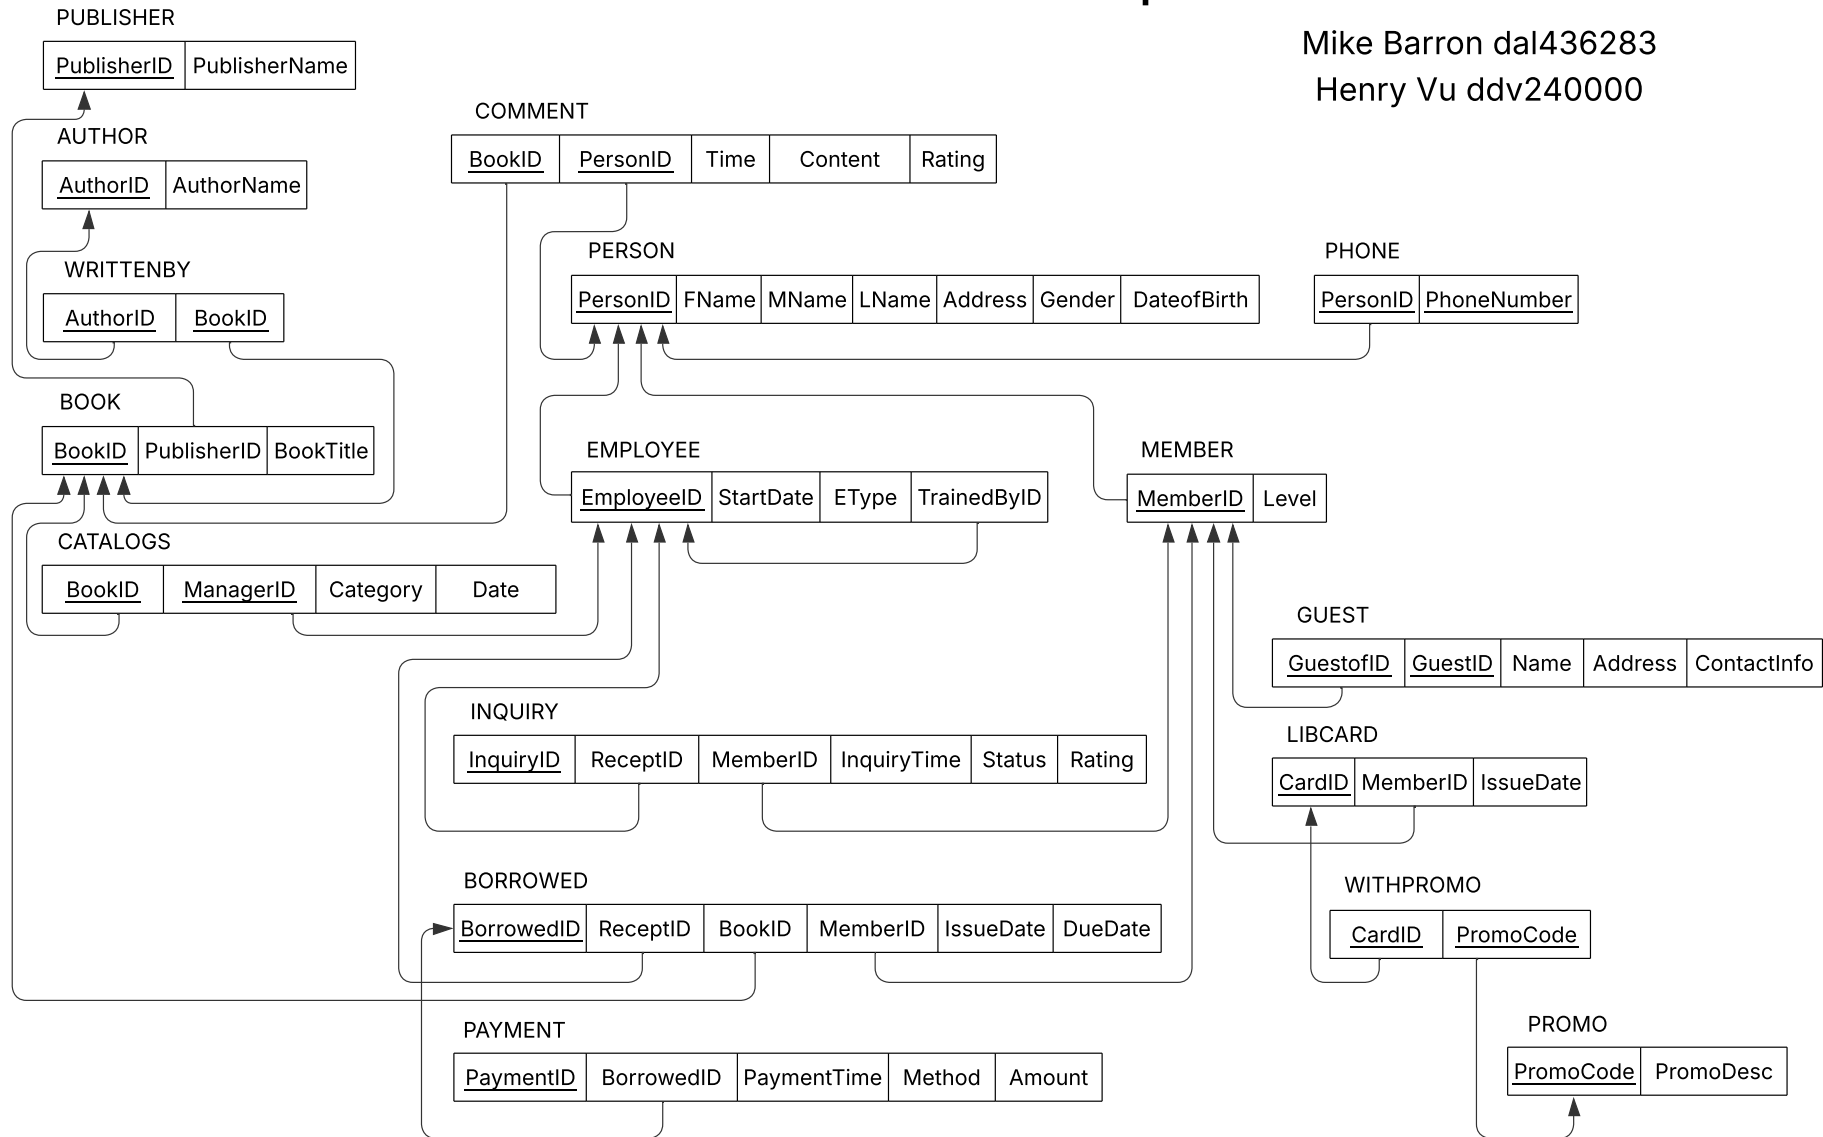 Mike Barron dal436283
Henry Vu ddv240000
PUBLISHER
PublisherID PublisherName
AUTHOR
AuthorID AuthorName
WRITTENBY
AuthorID BookID
BOOK
BookID PublisherID BookTitle
CATALOGS
BookID ManagerID Category Date
COMMENT
BookID PersonID Time Content Rating
PERSON
PersonID FName MName LName Address Gender DateofBirth
PHONE
PersonID PhoneNumber
EMPLOYEE
EmployeeID StartDate EType TrainedByID
MEMBER
MemberID Level
GUEST
GuestofID GuestID Name Address ContactInfo
INQUIRY
InquiryID ReceptID MemberID InquiryTime Status Rating
LIBCARD
CardID MemberID IssueDate
BORROWED
BorrowedID ReceptID BookID MemberID IssueDate DueDate
WITHPROMO
CardID PromoCode
PAYMENT
PaymentID BorrowedID PaymentTime Method Amount
PROMO
PromoCode PromoDesc